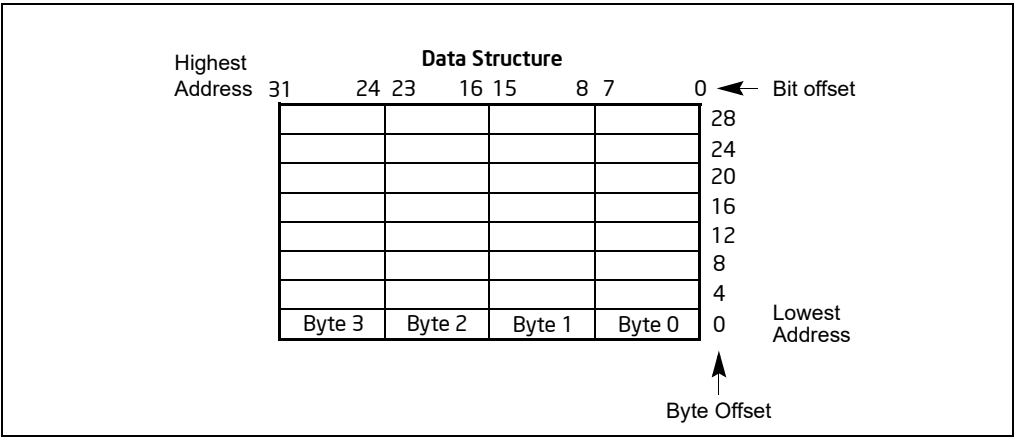 Data Structure
Highest
Address
31 24 23 16 15 8 7 0
Bit offset
28
24
20
16
12
8
4
Byte 3 Byte 2 Byte 1 Byte 0 0
Lowest
Address
Byte Offset